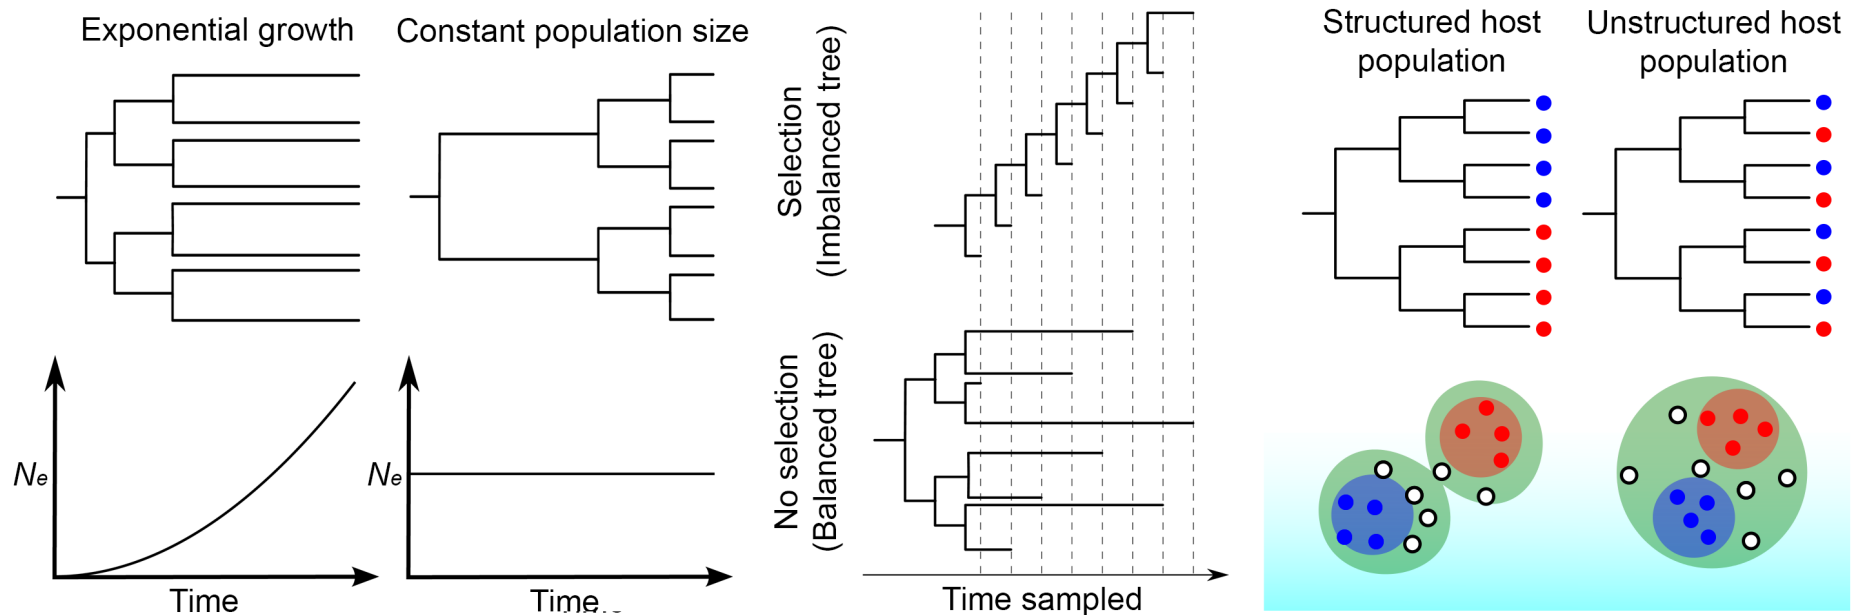 Exponential growth
Constant population size
Ne
Time
Ne
Time
Selection
(Imbalanced tree)
No selection
(Balanced tree)
Time sampled
Structured host
population
Unstructured host
population